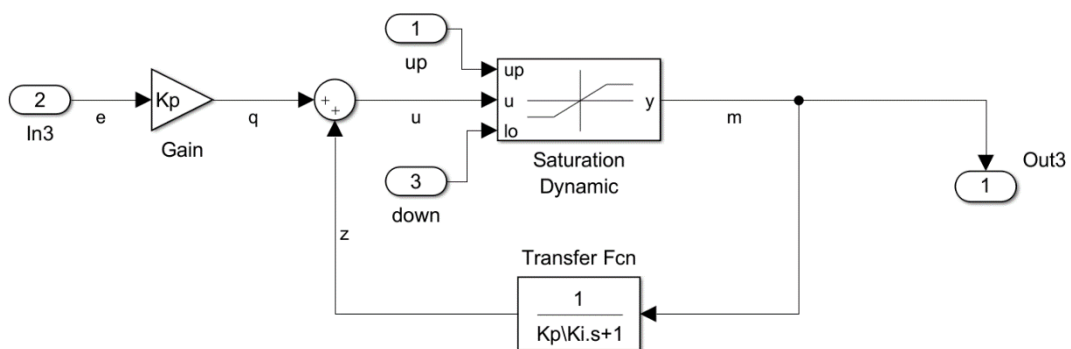 1
up
2
In3
e
Kp
Gain
q
+
+
u
up
u
lo
y
Saturation
Dynamic
m
3
down
Out3
1
z
Transfer Fcn
1
Kp\Ki.s+1